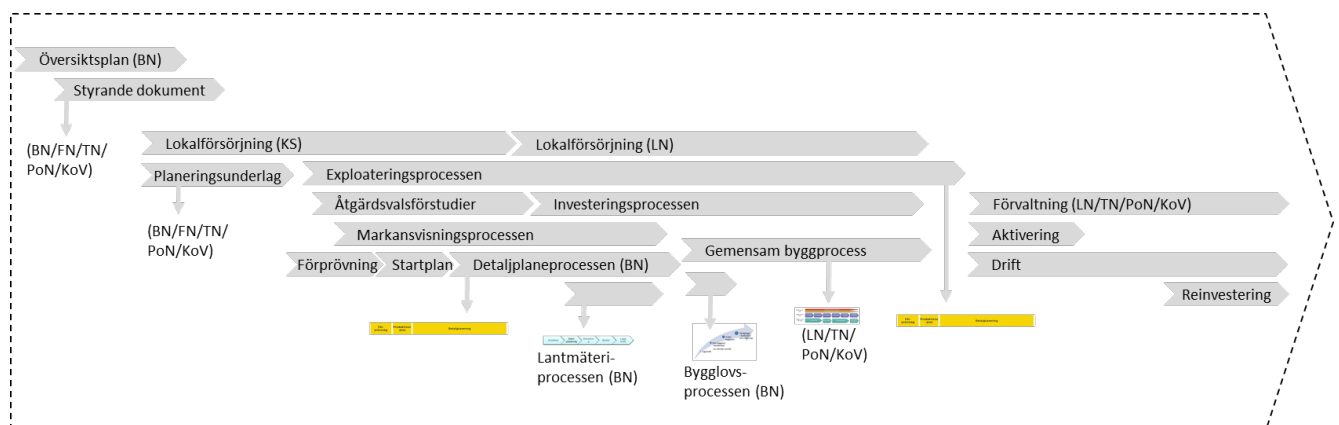 Översiktsplan (BN)
Styrande dokument
(BN/FN/TN/
PoN/KoV)
Lokalförsörjning (KS)
Lokalförsörjning (LN)
Planeringsunderlag
Exploateringsprocessen
(BN/FN/TN/
PoN/KoV)
Åtgärdsvalsförstudier
Investeringsprocessen
Förvaltning (LN/TN/PoN/KoV)
Markansvisningsprocessen
Aktivering
Gemensam byggprocess
Förprövning
Startplan
Detaljplaneprocessen (BN)
Drift
Reinvestering
(LN/TN/
PoN/KoV)
Lantmäteri-
processen (BN)
Bygglovs-
processen (BN)